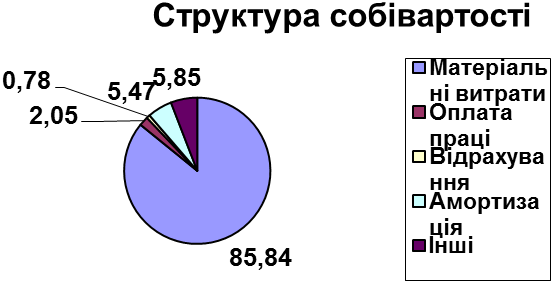 Структура собівартості
0,78
5,47
5,85
2,05
85,84
Матеріаль
ні витрати
Оплата
праці
Відрахува
ння
Амортиза
ція
Інші